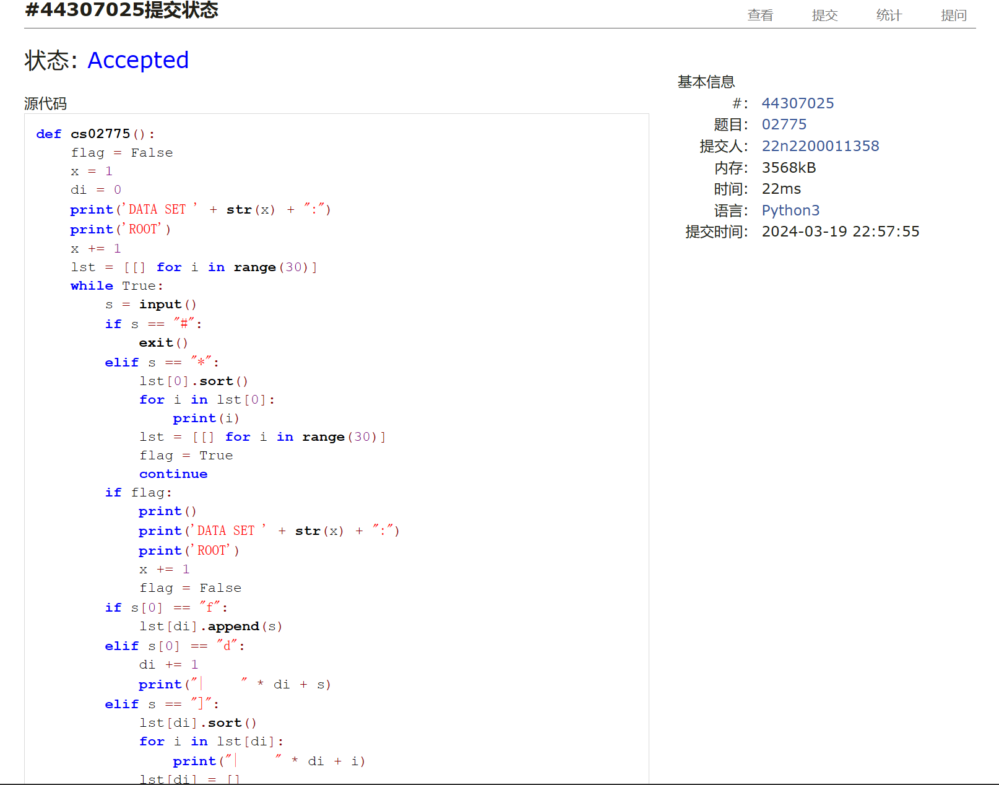 #44307025提交状态
查看 提交 统计 提问
状态: Accepted
源代码
def cs02775():
    flag = False
    x = 1
    di = 0
    print('DATA SET ' + str(x) + ":")
    print('ROOT')
    x += 1
    lst = [[] for i in range(30)]
    while True:
        s = input()
        if s == "#":
            exit()
        elif s == "*":
            lst[0].sort()
            for i in lst[0]:
                print(i)
            lst = [[] for i in range(30)]
            flag = True
            continue
        if flag:
            print()
            print('DATA SET ' + str(x) + ":")
            print('ROOT')
            x += 1
            flag = False
        if s[0] == "f":
            lst[di].append(s)
        elif s[0] == "d":
            di += 1
            print("|     " * di + s)
        elif s == "]":
            lst[di].sort()
            for i in lst[di]:
                print("|     " * di + i)
            lst[di] = []
基本信息
#: 44307025
题目: 02775
提交人: 22n2200011358
内存: 3568kB
时间: 22ms
语言: Python3
提交时间: 2024-03-19 22:57:55